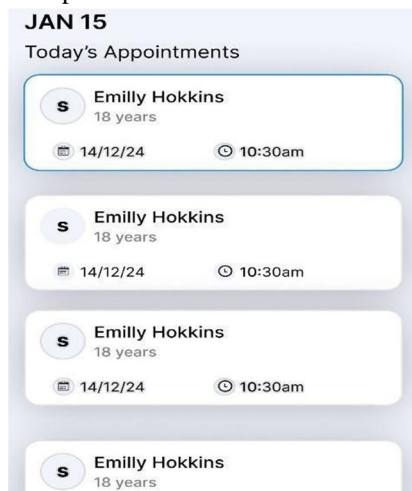 JAN 15
Today's Appointments
S
Emilly Hokkins
18 years
14/12/24 10:30am
S
Emilly Hokkins
18 years
14/12/24 10:30am
S
Emilly Hokkins
18 years
14/12/24 10:30am
S
Emilly Hokkins
18 years